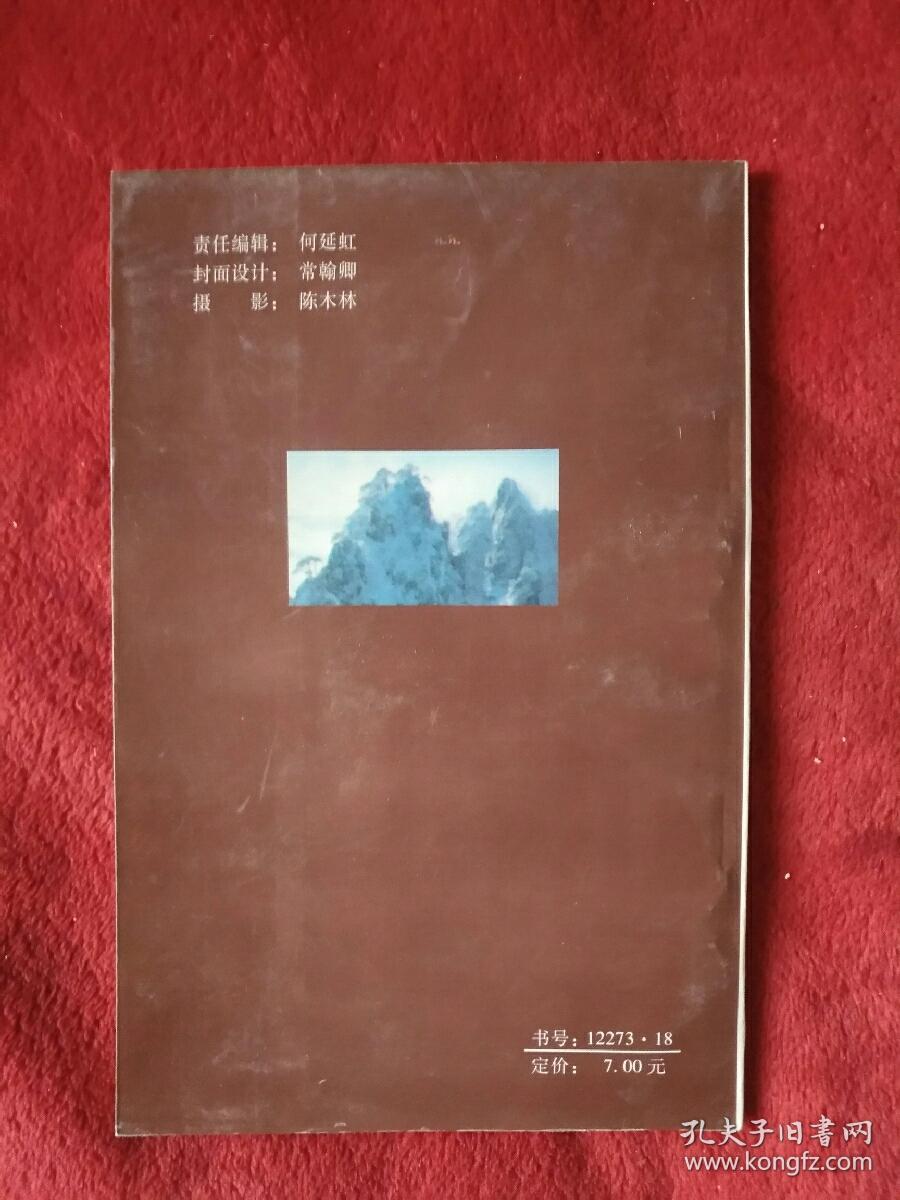 责任编辑：何延虹
封面设计：常翰卿
摄　　影：陈木林
书号：12273·18
定价：7.00元
孔夫子旧書网
www.kongfz.com